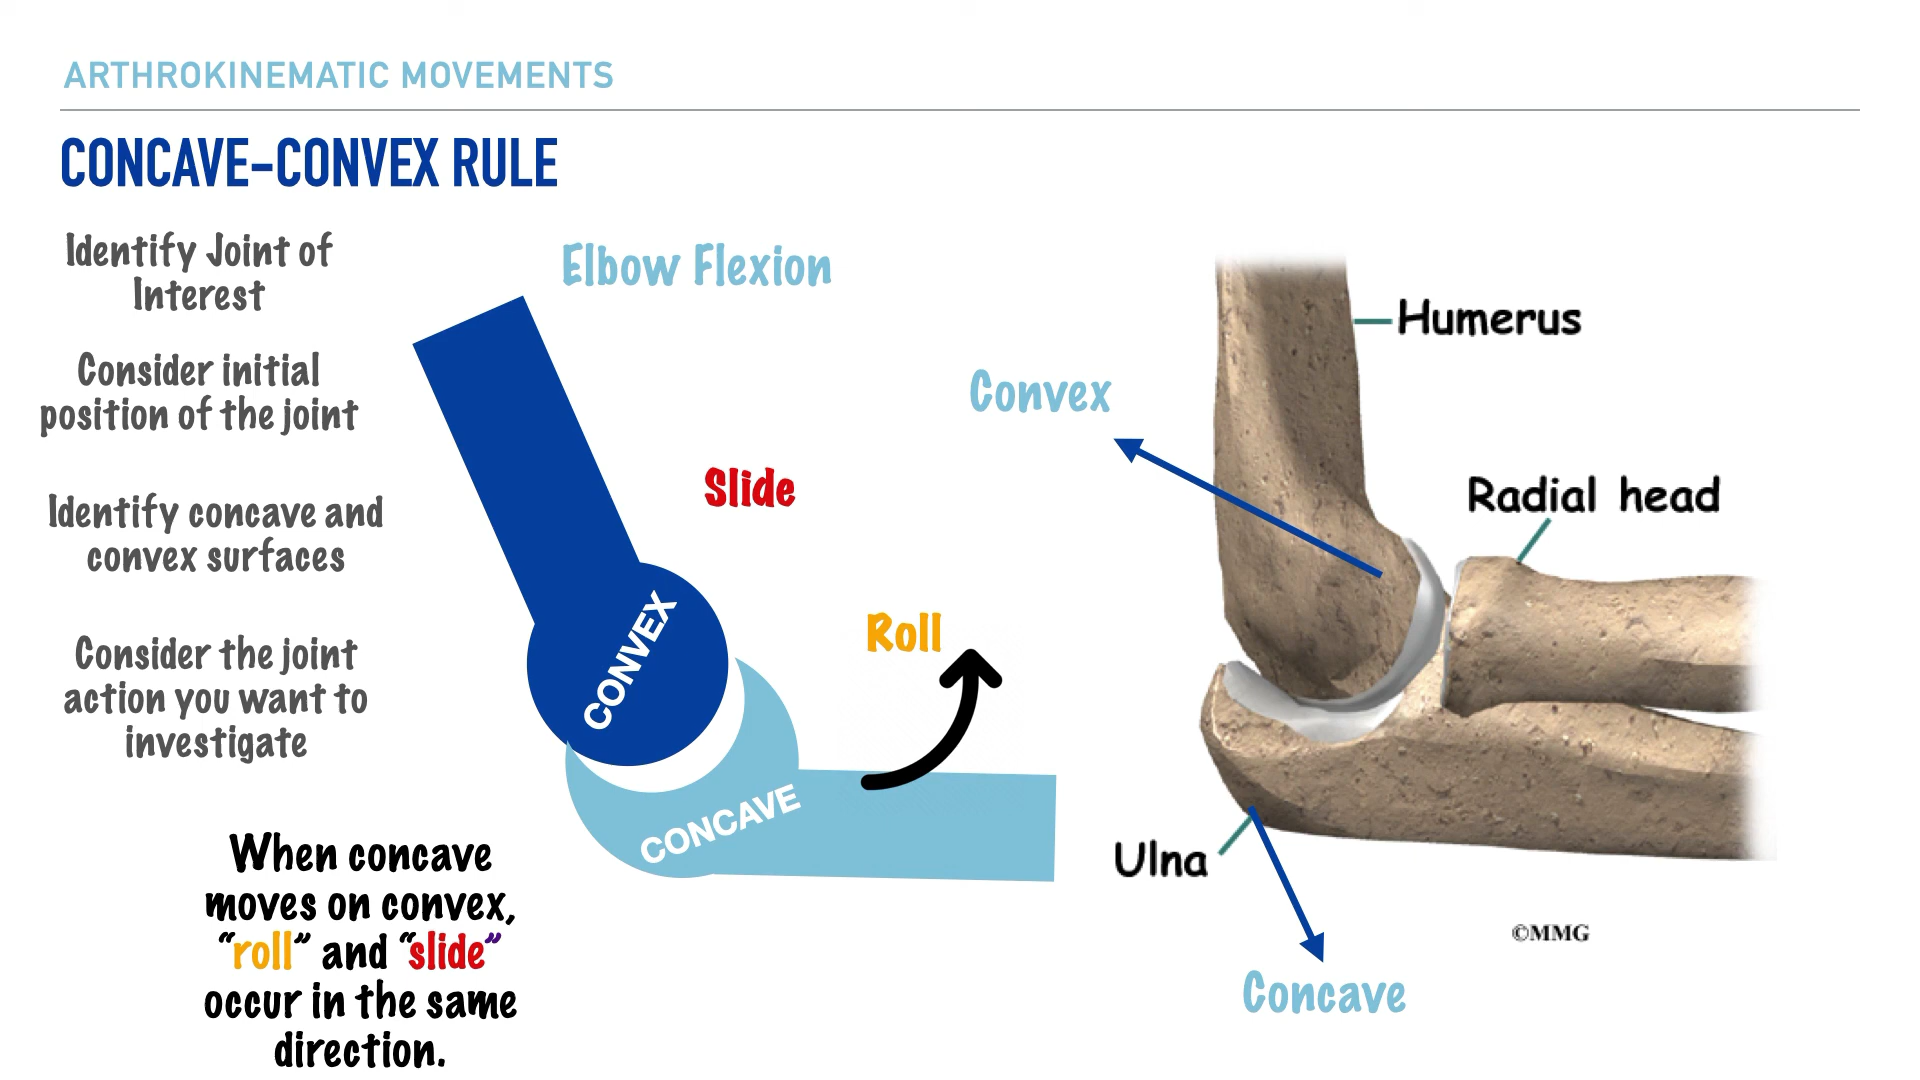 ARTHROKINEMATIC MOVEMENTS
CONCAVE-CONVEX RULE
Identify Joint of
Interest
Consider initial
position of the joint
Identify concave and
convex surfaces
Consider the joint
action you want to
investigate
When concave
moves on convex,
“roll” and “slide”
occur in the same
direction.
Elbow Flexion
Slide
Roll
CONVEX
CONCAVE
Humerus
Convex
Radial head
Ulna
©MMG
Concave